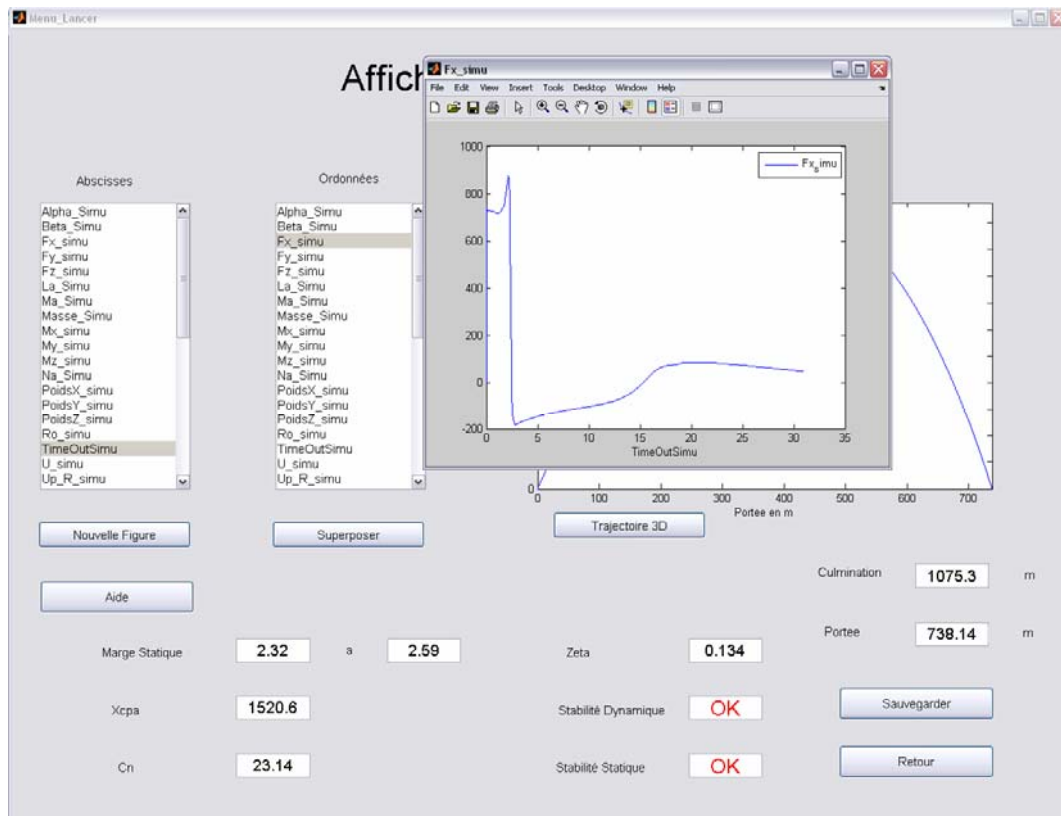 Menu_Lancer
Affich
Fx_simu
File Edit View Insert Tools Desktop Window Help
1000
800
600
400
200
0
-200
0 5 10 15 20 25 30 35
TimeOutSimu
Fx_simu
Abscisses
Alpha_Simu
Beta_Simu
Fx_simu
Fy_simu
Fz_simu
La_Simu
Ma_Simu
Masse_Simu
Mx_simu
My_simu
Mz_simu
Na_Simu
PoidsX_simu
PoidsY_simu
PoidsZ_simu
Ro_simu
TimeOutSimu
U_simu
Up_R_simu
Ordonnées
Alpha_Simu
Beta_Simu
Fx_simu
Fy_simu
Fz_simu
La_Simu
Ma_Simu
Masse_Simu
Mx_simu
My_simu
Mz_simu
Na_Simu
PoidsX_simu
PoidsY_simu
PoidsZ_simu
Ro_simu
TimeOutSimu
U_simu
Up_R_simu
0
0 100 200 300 400 500 600 700
Portee en m
Nouvelle Figure
Superposer
Trajectoire 3D
Aide
Culmination 1075.3 m
Portee 738.14 m
Marge Statique 2.32 a 2.59
Zeta 0.134
Xcpa 1520.6
Stabilité Dynamique OK
Sauvegarder
Cn 23.14
Stabilité Statique OK
Retour